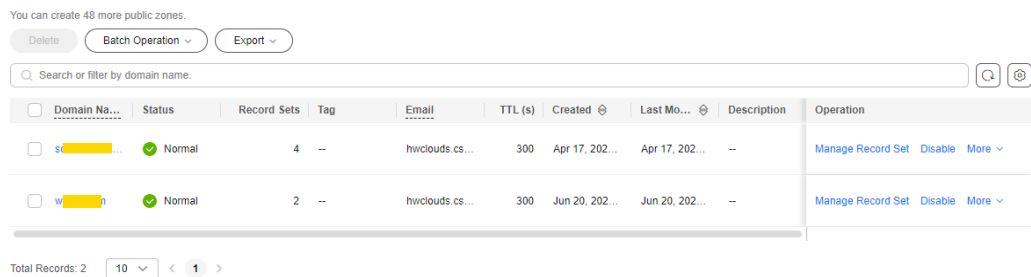 You can create 48 more public zones.
Delete Batch Operation Export
Search or filter by domain name.
Domain Na... Status Record Sets Tag Email TTL (s) Created Last Mo... Description Operation
Normal 4 -- hwclouds.cs... 300 Apr 17, 202... Apr 17, 202... -- Manage Record Set Disable More
Normal 2 -- hwclouds.cs... 300 Jun 20, 202... Jun 20, 202... -- Manage Record Set Disable More
Total Records: 2 10 1